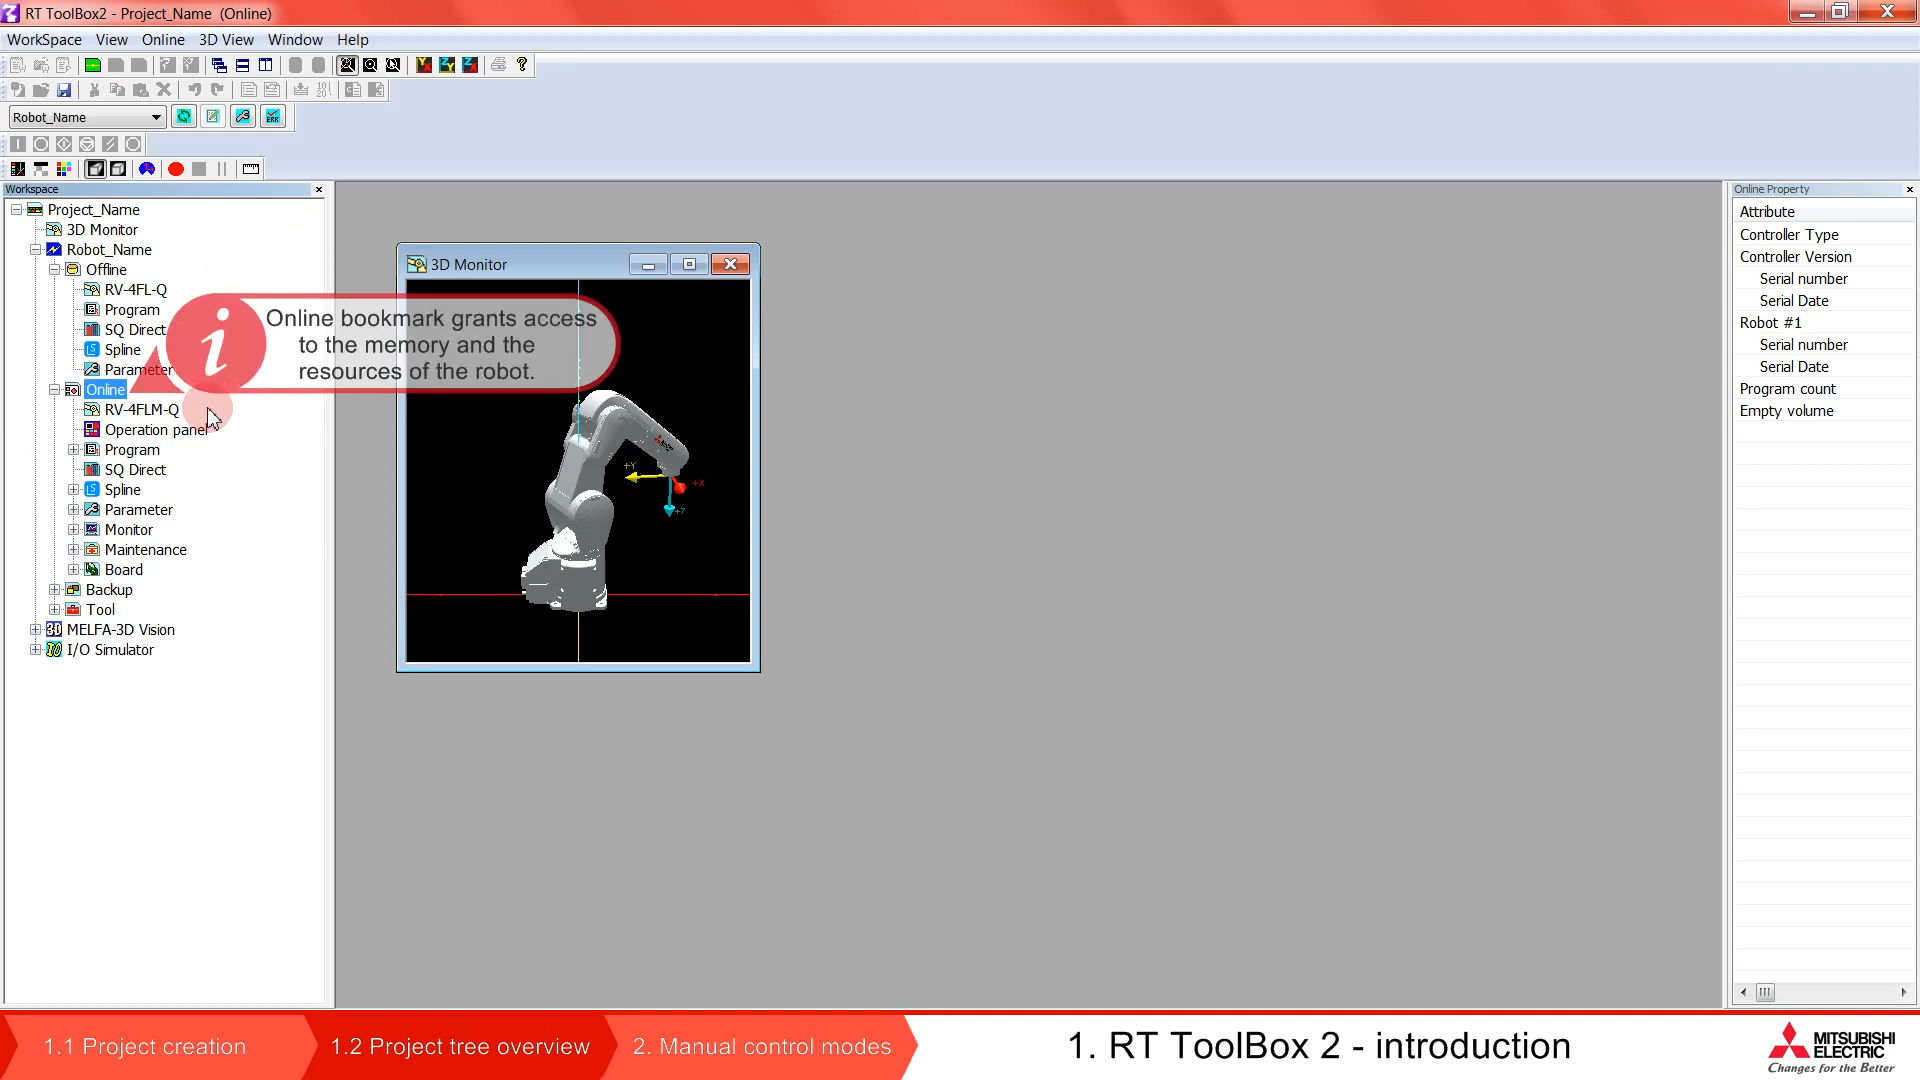 RT ToolBox2 - Project_Name (Online)
WorkSpace View Online 3D View Window Help
Robot_Name
Workspace
Project_Name
3D Monitor
Robot_Name
Offline
RV-4FL-Q
Program
SQ Direct
Spline
Parameter
Online
RV-4FLM-Q
Operation panel
Program
SQ Direct
Spline
Parameter
Monitor
Maintenance
Board
Backup
Tool
MELFA-3D Vision
I/O Simulator
Online bookmark grants access
to the memory and the
resources of the robot.
3D Monitor
+Y
+X
+Z
Online Property
Attribute
Controller Type
Controller Version
Serial number
Serial Date
Robot #1
Serial number
Serial Date
Program count
Empty volume
1.1 Project creation
1.2 Project tree overview
2. Manual control modes
1. RT ToolBox 2 - introduction
MITSUBISHI
ELECTRIC
Changes for the Better